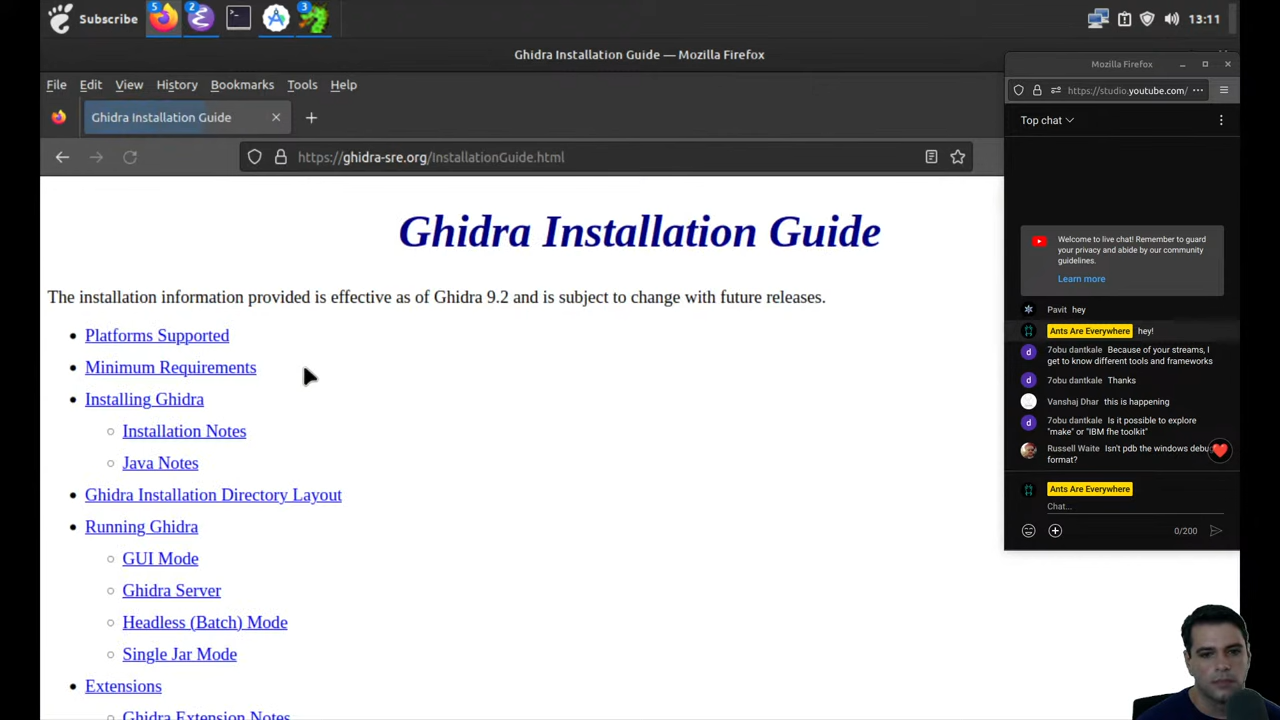 Subscribe
5
2
3
13:11
Ghidra Installation Guide — Mozilla Firefox
File Edit View History Bookmarks Tools Help
Ghidra Installation Guide
https://ghidra-sre.org/InstallationGuide.html
Ghidra Installation Guide
The installation information provided is effective as of Ghidra 9.2 and is subject to change with future releases.
Platforms Supported
Minimum Requirements
Installing Ghidra
Installation Notes
Java Notes
Ghidra Installation Directory Layout
Running Ghidra
GUI Mode
Ghidra Server
Headless (Batch) Mode
Single Jar Mode
Extensions
Ghidra Extension Notes
Mozilla Firefox
https://studio.youtube.com/
Top chat
Welcome to live chat! Remember to guard
your privacy and abide by our community
guidelines.
Learn more
Pavit hey
Ants Are Everywhere hey!
d 7obu dantkale Because of your streams, I
get to know different tools and frameworks
d 7obu dantkale Thanks
Vanshaj Dhar this is happening
d 7obu dantkale Is it possible to explore
"make" or "IBM fhe toolkit"
Russell Waite Isn't pdb the windows debug
format?
Ants Are Everywhere
Chat...
0/200